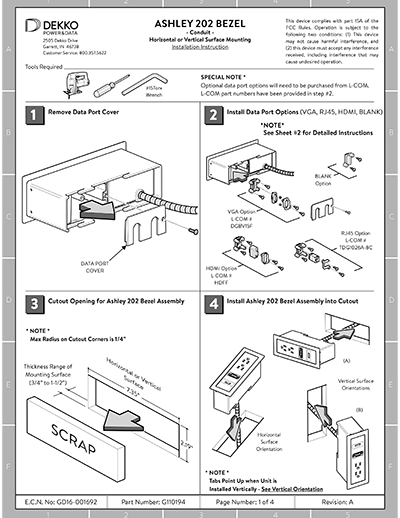 DEKKO
POWER&DATA
2505 Dekko Drive
Garrett, IN 46738
Customer Service: 800.357.5622
ASHLEY 202 BEZEL
- Conduit -
Horizontal or Vertical Surface Mounting
Installation Instruction
This device complies with part 15A of the
FCC Rules. Operation is subject to the
following two conditions: (1) This device
may not cause harmful interference, and
(2) this device must accept any interference
received, including interference that may
cause undesired operation.
Tools Required
Wrench
SPECIAL NOTE *
Optional data port options will need to be purchased from L-COM.
L-COM part numbers have been provided in step #2.
1 Remove Data Port Cover
DATA PORT
COVER
2 Install Data Port Options (VGA, RJ45, HDMI, BLANK)
*NOTE*
See Sheet #2 for Detailed Instructions
BLANK
Option
VGA Option
L-COM #
DGBV15F
RJ45 Option
L-COM #
TDG1026A-8C
HDMI Option
L-COM #
HDFF
3 Cutout Opening for Ashley 202 Bezel Assembly
* NOTE *
Max Radius on Cutout Corners is 1/4"
Thickness Range of
Mounting Surface
(3/4" to 1-1/2")
Horizontal or Vertical
Surface
7.35"
SCRAP
4 Install Ashley 202 Bezel Assembly into Cutout
(A)
Vertical Surface
Orientations
(B)
Horizontal
Surface
Orientation
* NOTE *
Tabs Point Up when Unit is
Installed Vertically - See Vertical Orientation
E.C.N. No: GD16-001692
Part Number: G110194
Page Number: 1 of 4
Revision: A